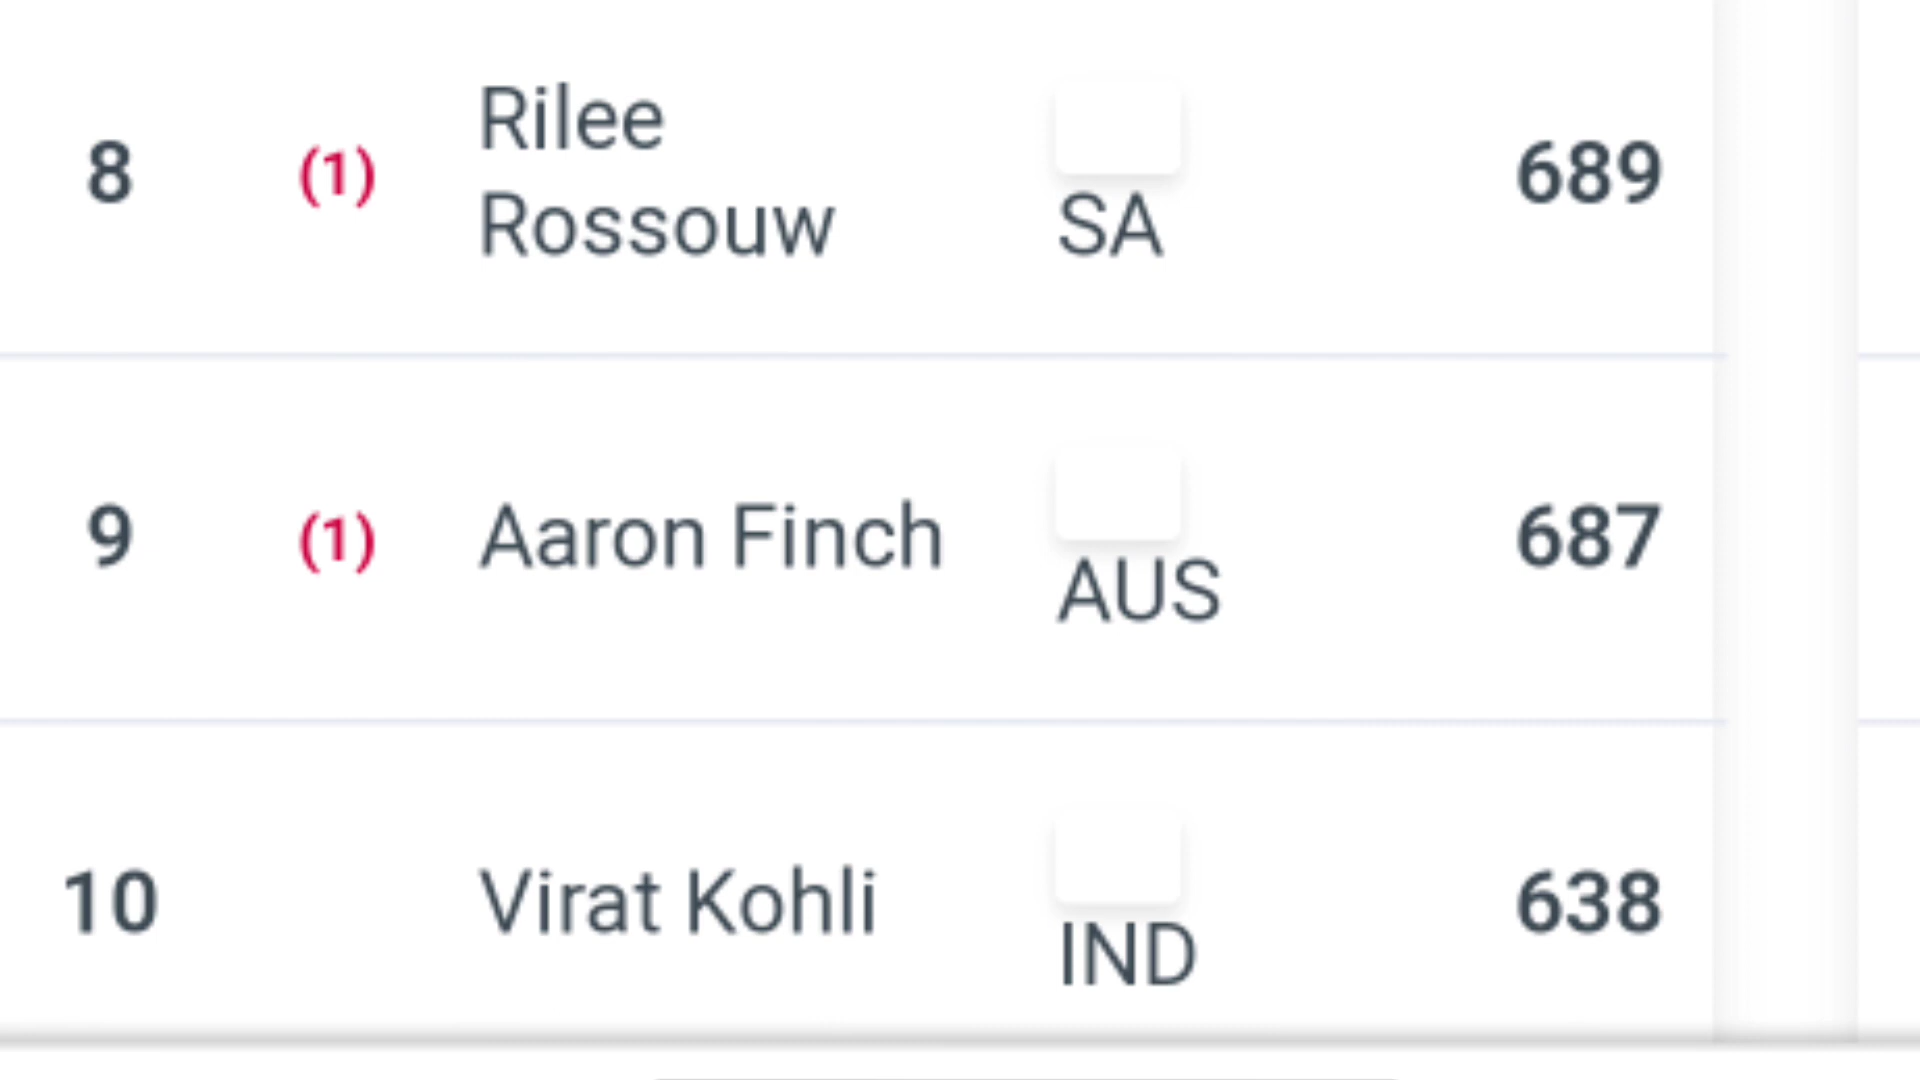 8 (1) Rilee Rossouw SA 689
9 (1) Aaron Finch AUS 687
10 Virat Kohli IND 638